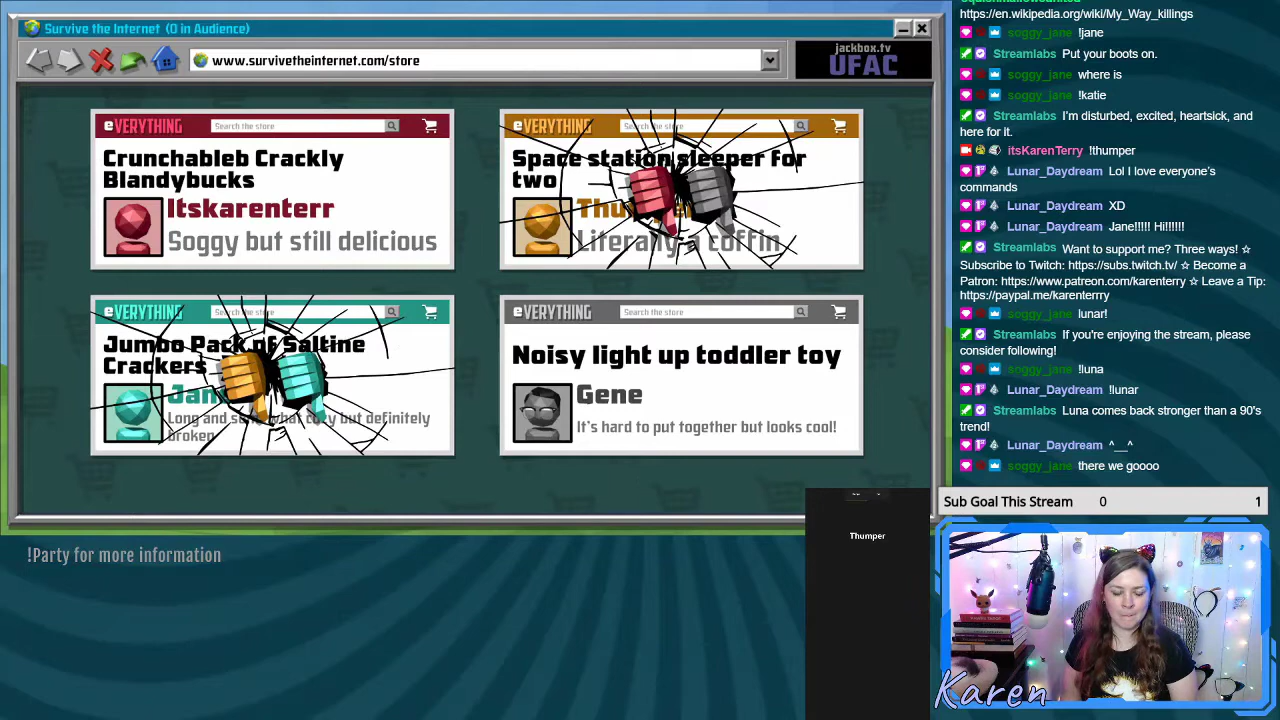 Survive the Internet (0 in Audience)
www.survivetheinternet.com/store
jackbox.tv
UFAC
eVERYTHING
Search the store
Crunchableb Crackly
Blandybucks
Itskarenterr
Soggy but still delicious
eVERYTHING
Search the store
Space station sleeper for
two
Literally a coffin
eVERYTHING
Search the store
Jumbo Pack of Saltine
Crackers
Long and
what cozy but definitely
broken
eVERYTHING
Search the store
Noisy light up toddler toy
Gene
It's hard to put together but looks cool!
!Party for more information
Thumper
https://en.wikipedia.org/wiki/My_Way_killings
soggy_jane !jane
Streamlabs Put your boots on.
soggy_jane where is
soggy_jane !katie
Streamlabs I'm disturbed, excited, heartsick, and
here for it.
itsKarenTerry !thumper
Lunar_Daydream Lol I love everyone's
commands
Lunar_Daydream XD
Lunar_Daydream Jane!!!!! Hi!!!!!!
Streamlabs Want to support me? Three ways! ☆
Subscribe to Twitch: https://subs.twitch.tv/ ☆ Become a
Patron: https://www.patreon.com/karenterry ☆ Leave a Tip:
https://paypal.me/karenterrry
soggy_jane lunar!
Streamlabs If you're enjoying the stream, please
consider following!
soggy_jane !luna
Lunar_Daydream !lunar
Streamlabs Luna comes back stronger than a 90's
trend!
Lunar_Daydream ^__^
soggy_jane there we goooo
Sub Goal This Stream 0 1
Karen